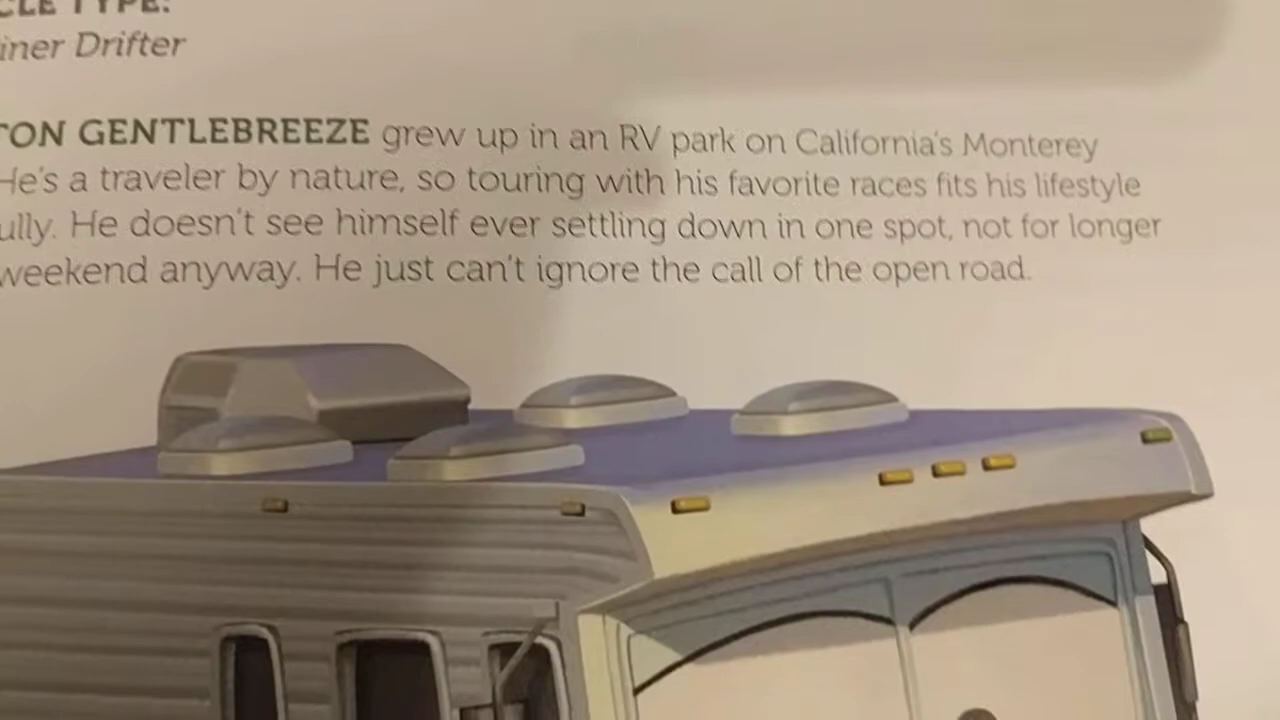 CLE TYPE:
iner Drifter
TON GENTLEBREEZE grew up in an RV park on California's Monterey
He's a traveler by nature, so touring with his favorite races fits his lifestyle
ully. He doesn't see himself ever settling down in one spot, not for longer
weekend anyway. He just can't ignore the call of the open road.